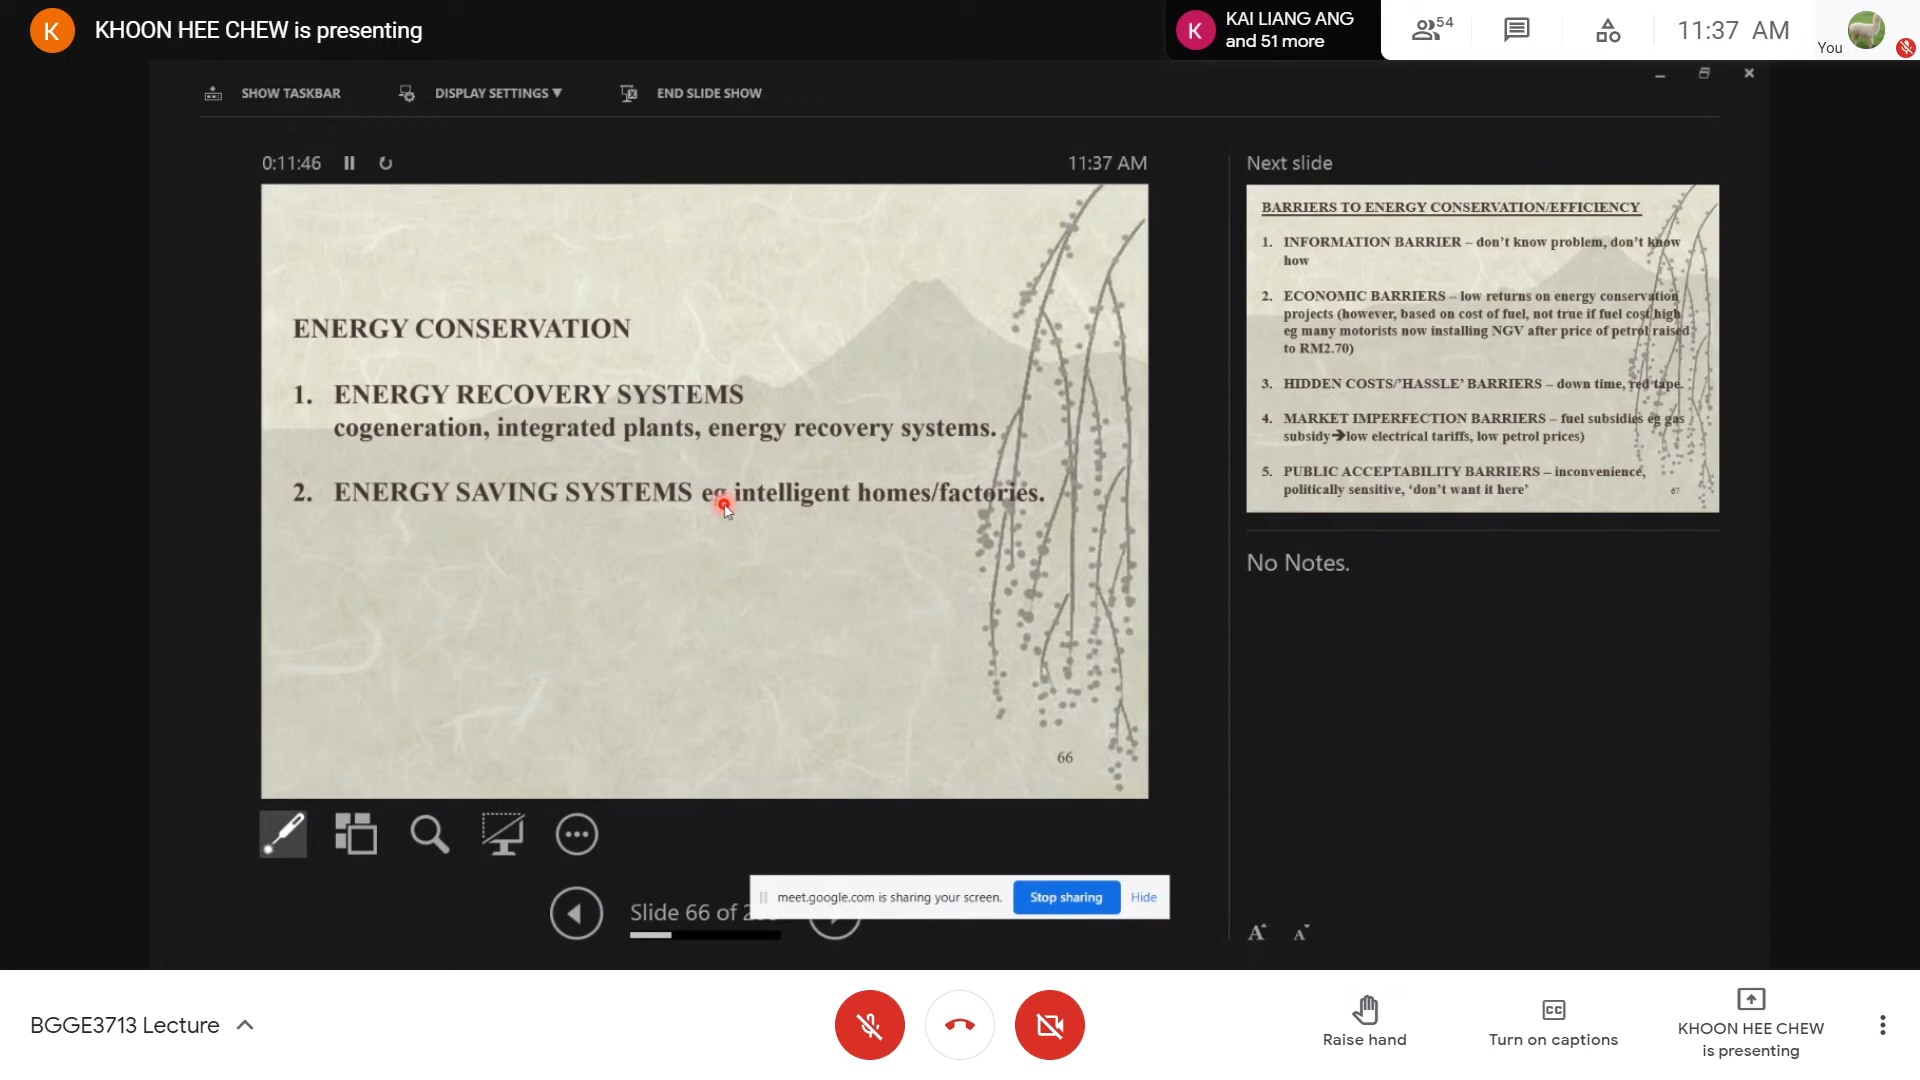 K
KHOON HEE CHEW is presenting
K
KAI LIANG ANG
and 51 more
54
11:37 AM
You
SHOW TASKBAR
DISPLAY SETTINGS ▼
END SLIDE SHOW
0:11:46
11:37 AM
ENERGY CONSERVATION
1. ENERGY RECOVERY SYSTEMS
cogeneration, integrated plants, energy recovery systems.
2. ENERGY SAVING SYSTEMS eg intelligent homes/factories.
66
Next slide
BARRIERS TO ENERGY CONSERVATION/EFFICIENCY
1. INFORMATION BARRIER – don't know problem, don't know
how
2. ECONOMIC BARRIERS – low returns on energy conservation
projects (however, based on cost of fuel, not true if fuel cost high
eg many motorists now installing NGV after price of petrol raised
to RM2.70)
3. HIDDEN COSTS/'HASSLE' BARRIERS – down time, red tape.
4. MARKET IMPERFECTION BARRIERS – fuel subsidies eg gas
subsidy➔low electrical tariffs, low petrol prices)
5. PUBLIC ACCEPTABILITY BARRIERS – inconvenience,
politically sensitive, 'don't want it here'
67
No Notes.
Slide 66 of
meet.google.com is sharing your screen.
Stop sharing
Hide
A A
BGGE3713 Lecture
Raise hand
CC
Turn on captions
KHOON HEE CHEW
is presenting